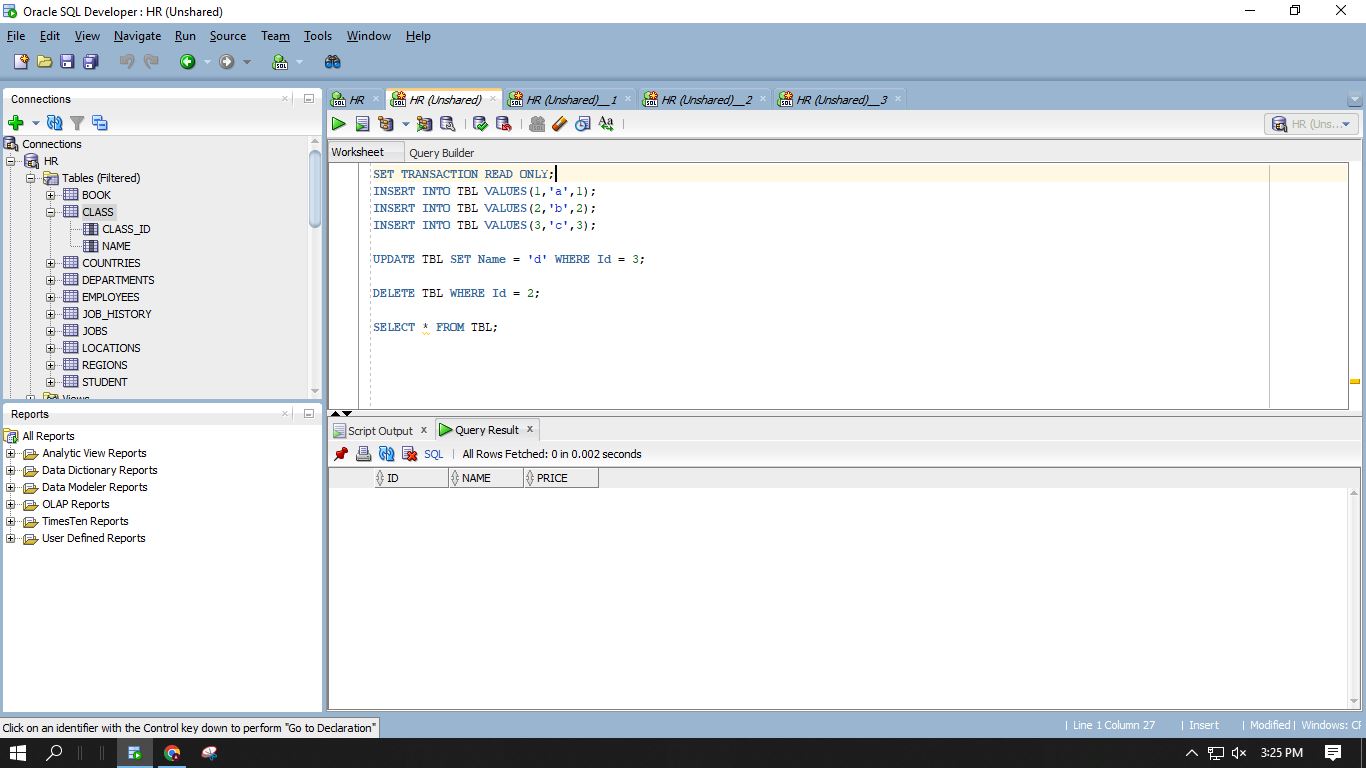 Oracle SQL Developer : HR (Unshared)
File Edit View Navigate Run Source Team Tools Window Help
Connections
Connections
HR
Tables (Filtered)
BOOK
CLASS
CLASS_ID
NAME
COUNTRIES
DEPARTMENTS
EMPLOYEES
JOB_HISTORY
JOBS
LOCATIONS
REGIONS
STUDENT
Views
Reports
All Reports
Analytic View Reports
Data Dictionary Reports
Data Modeler Reports
OLAP Reports
TimesTen Reports
User Defined Reports
HR HR (Unshared) HR (Unshared)__1 HR (Unshared)__2 HR (Unshared)__3
HR (Uns...
Worksheet Query Builder
SET TRANSACTION READ ONLY;
INSERT INTO TBL VALUES(1,'a',1);
INSERT INTO TBL VALUES(2,'b',2);
INSERT INTO TBL VALUES(3,'c',3);
UPDATE TBL SET Name = 'd' WHERE Id = 3;
DELETE TBL WHERE Id = 2;
SELECT * FROM TBL;
Script Output Query Result
SQL All Rows Fetched: 0 in 0.002 seconds
ID NAME PRICE
Click on an identifier with the Control key down to perform "Go to Declaration"
Line 1 Column 27 Insert Modified Windows: CF
3:25 PM